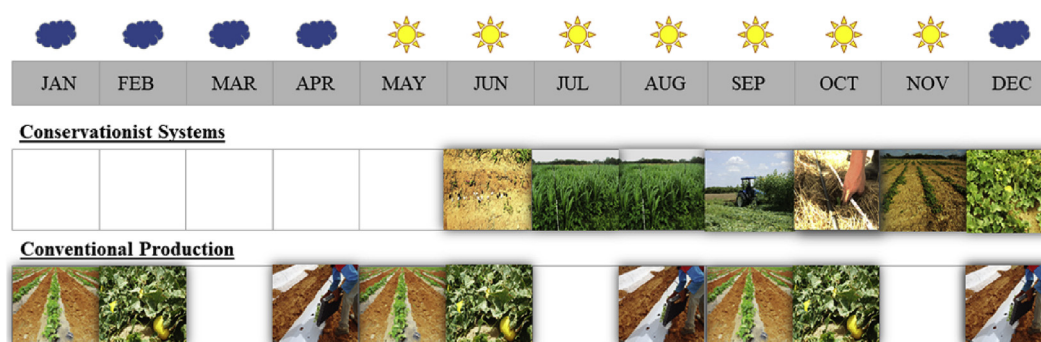 JAN FEB MAR APR MAY JUN JUL AUG SEP OCT NOV DEC
Conservationist Systems
Conventional Production